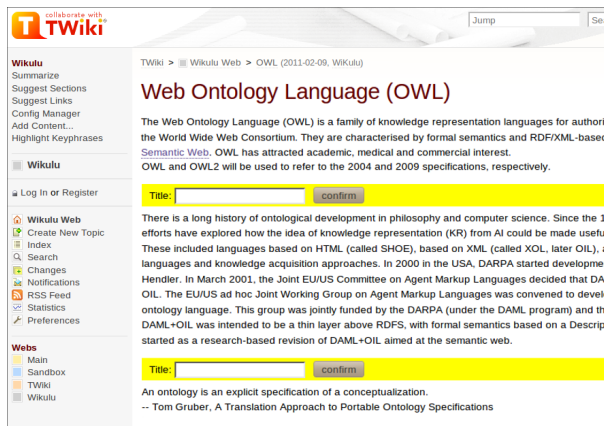 collaborate with
TWiki
Jump
Sea
Wikulu
Summarize
Suggest Sections
Suggest Links
Config Manager
Add Content...
Highlight Keyphrases
Wikulu
Log In or Register
Wikulu Web
Create New Topic
Index
Search
Changes
Notifications
RSS Feed
Statistics
Preferences
Webs
Main
Sandbox
TWiki
Wikulu
TWiki > Wikulu Web > OWL (2011-02-09, WiKulu)
Web Ontology Language (OWL)
The Web Ontology Language (OWL) is a family of knowledge representation languages for authori
the World Wide Web Consortium. They are characterised by formal semantics and RDF/XML-base
Semantic Web. OWL has attracted academic, medical and commercial interest.
OWL and OWL2 will be used to refer to the 2004 and 2009 specifications, respectively.
Title: confirm
There is a long history of ontological development in philosophy and computer science. Since the 1
efforts have explored how the idea of knowledge representation (KR) from AI could be made usefu
These included languages based on HTML (called SHOE), based on XML (called XOL, later OIL), a
languages and knowledge acquisition approaches. In 2000 in the USA, DARPA started developme
Hendler. In March 2001, the Joint EU/US Committee on Agent Markup Languages decided that DA
OIL. The EU/US ad hoc Joint Working Group on Agent Markup Languages was convened to devel
ontology language. This group was jointly funded by the DARPA (under the DAML program) and th
DAML+OIL was intended to be a thin layer above RDFS, with formal semantics based on a Descrip
started as a research-based revision of DAML+OIL aimed at the semantic web.
Title: confirm
An ontology is an explicit specification of a conceptualization.
-- Tom Gruber, A Translation Approach to Portable Ontology Specifications